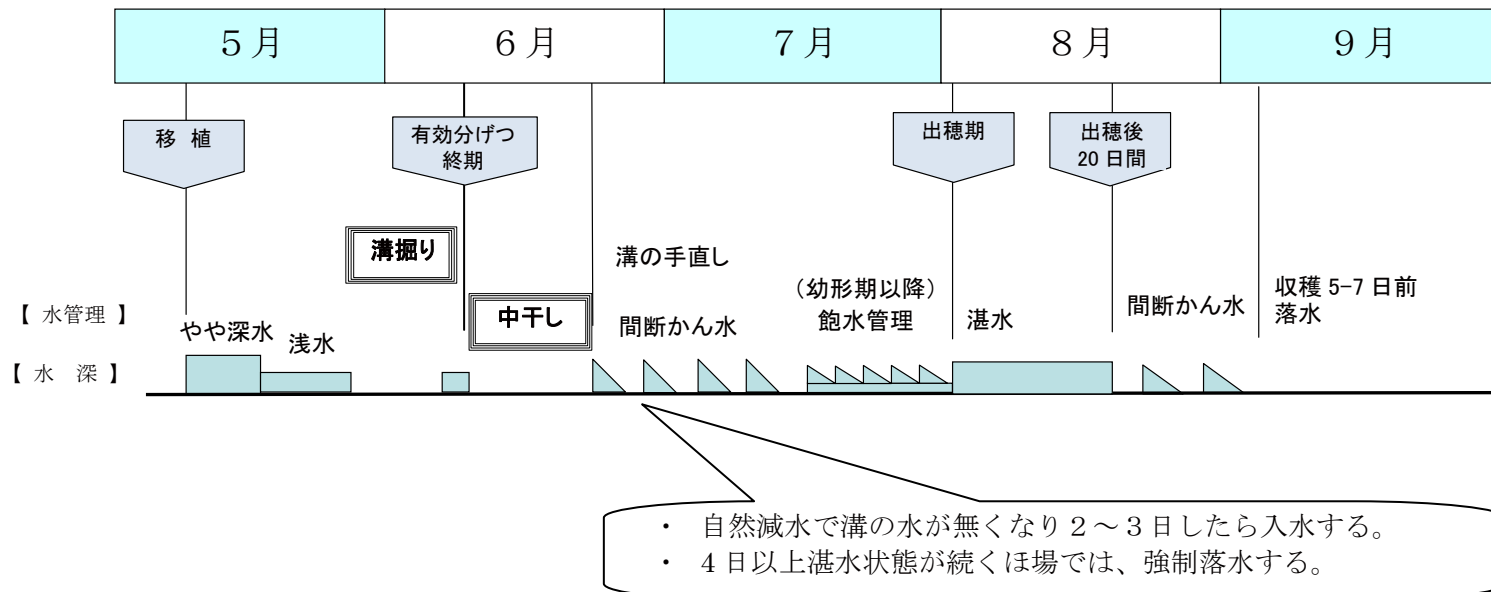 ５月
６月
７月
８月
９月
移 植
有効分げつ
終期
出穂期
出穂後
20日間
溝掘り
中干し
溝の手直し
間断かん水
（幼形期以降）
飽水管理
湛水
間断かん水
収穫 5-7 日前
落水
【 水管理 】
やや深水
浅水
【 水　深 】
・ 自然減水で溝の水が無くなり２～３日したら入水する。
・ ４日以上湛水状態が続くほ場では、強制落水する。